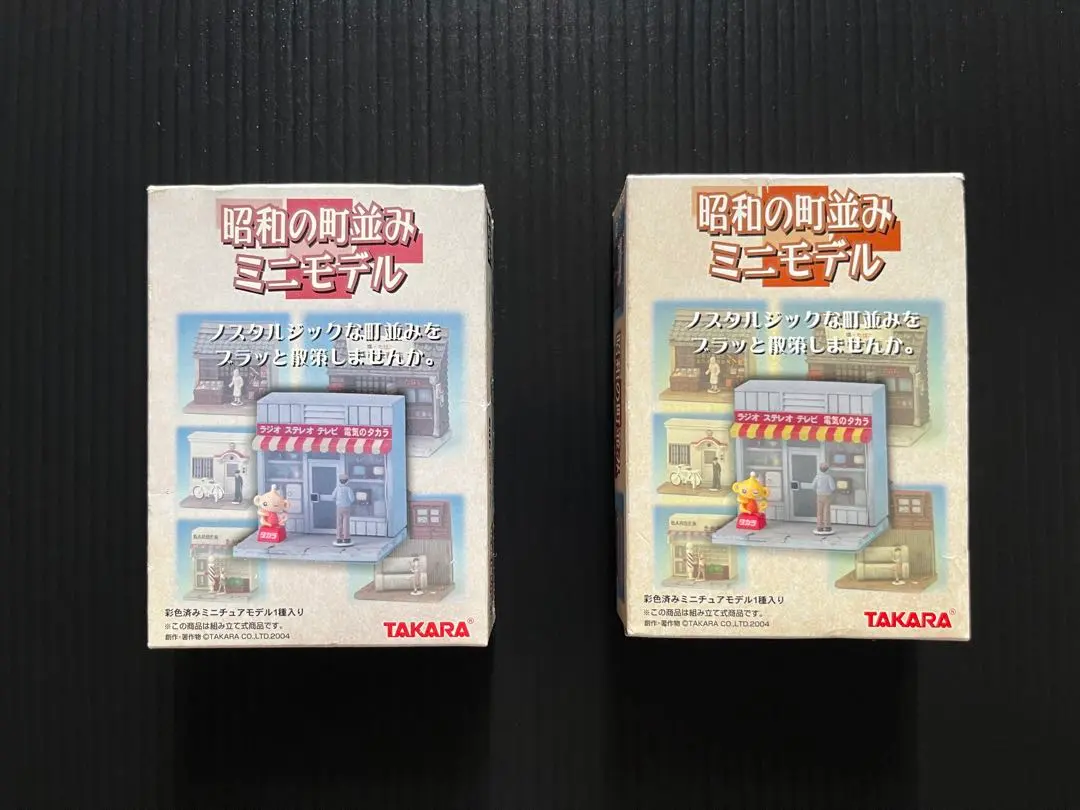 昭和の町並み
ミニモデル
ノスタルジックな町並みを
ブラッと散策しませんか。
ラジオ ステレオ テレビ 電気のタカラ
タカラ
彩色済みミニチュアモデル1種入り
※この商品は組み立て式商品です。
創作・著作物 ©TAKARA CO.,LTD.2004
TAKARA®
昭和の町並み
ミニモデル
ノスタルジックな町並みを
ブラッと散策しませんか。
ラジオ ステレオ テレビ 電気のタカラ
タカラ
彩色済みミニチュアモデル1種入り
※この商品は組み立て式商品です。
創作・著作物 ©TAKARA CO.,LTD.2004
TAKARA®